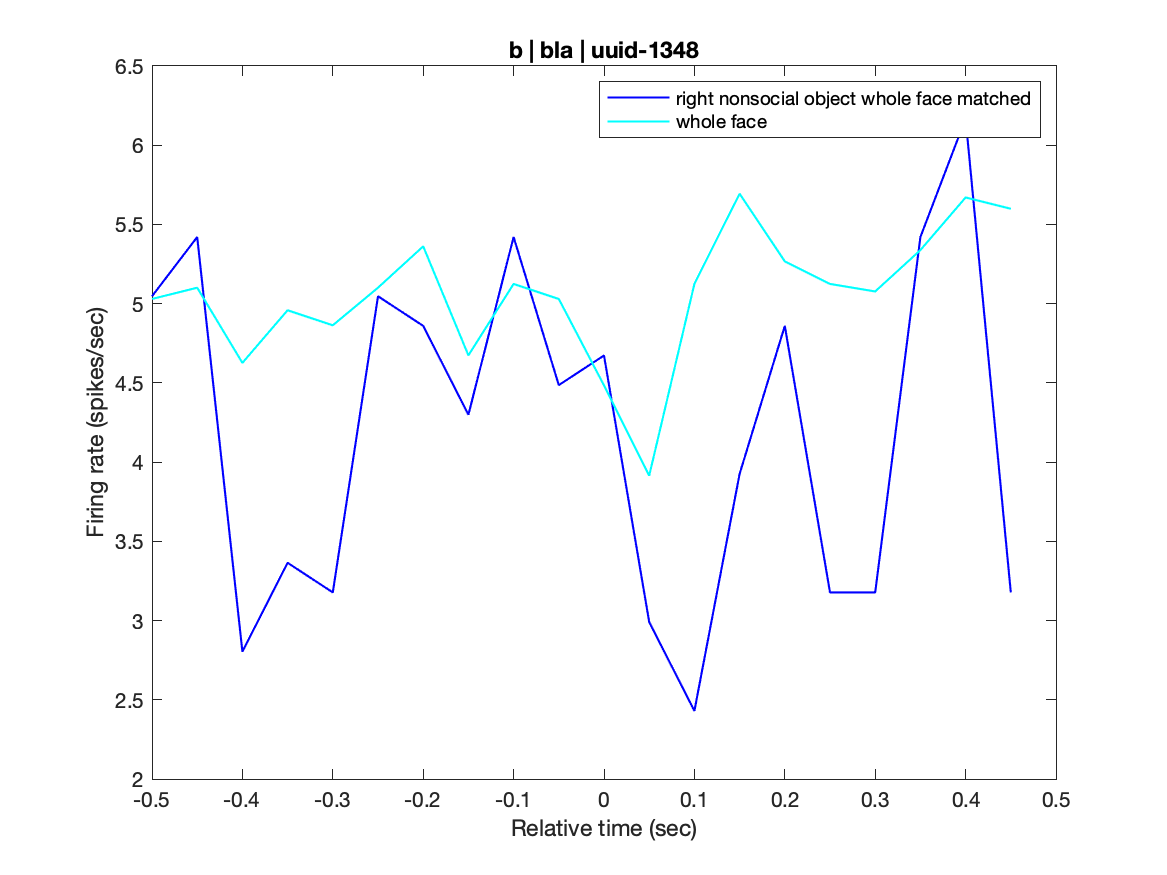 b | bla | uuid-1348
right nonsocial object whole face matched
whole face
6.5
6
5.5
5
4.5
4
3.5
3
2.5
2
Firing rate (spikes/sec)
-0.5 -0.4 -0.3 -0.2 -0.1 0 0.1 0.2 0.3 0.4 0.5
Relative time (sec)